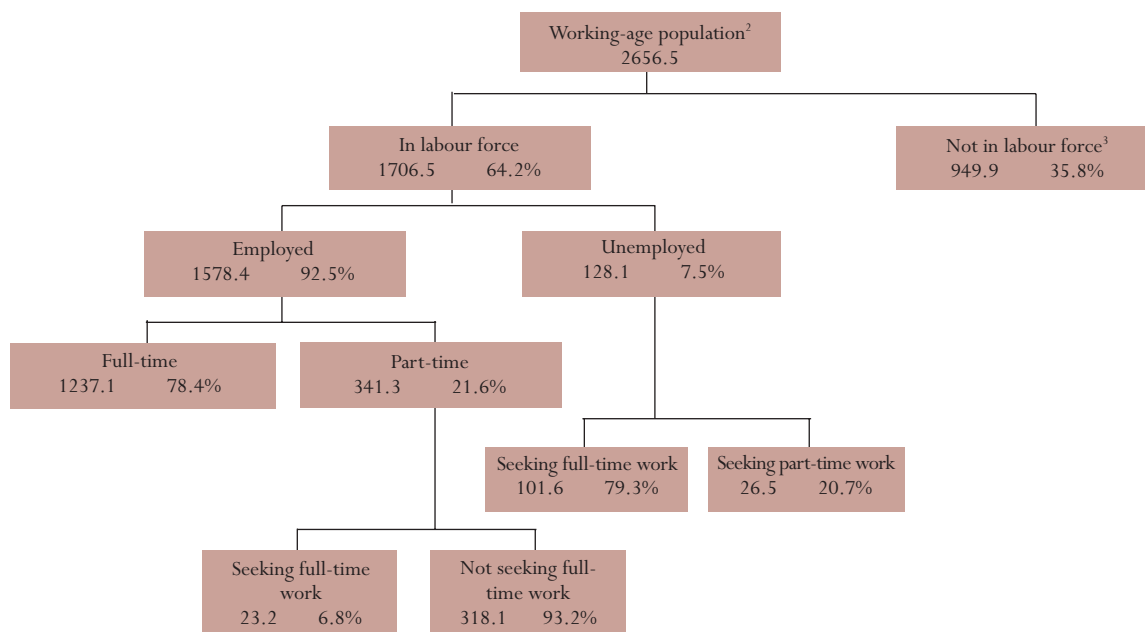 Working-age population²
2656.5
In labour force
1706.5 64.2%
Not in labour force³
949.9 35.8%
Employed
1578.4 92.5%
Unemployed
128.1 7.5%
Full-time
1237.1 78.4%
Part-time
341.3 21.6%
Seeking full-time work
101.6 79.3%
Seeking part-time work
26.5 20.7%
Seeking full-time
work
23.2 6.8%
Not seeking full-
time work
318.1 93.2%